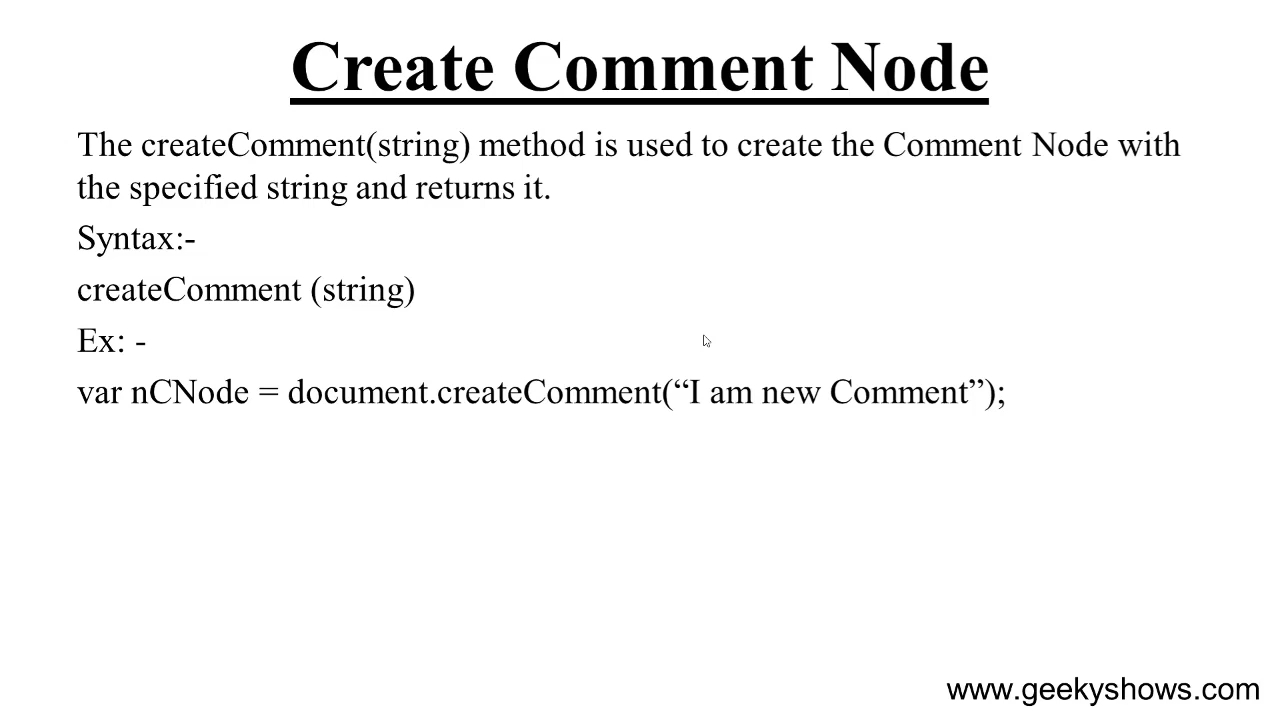 Create Comment Node
The createComment(string) method is used to create the Comment Node with
the specified string and returns it.
Syntax:-
createComment (string)
Ex: -
var nCNode = document.createComment(“I am new Comment”);
www.geekyshows.com